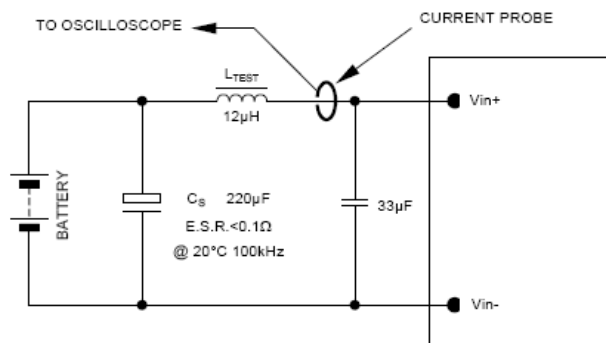 TO OSCILLOSCOPE
CURRENT PROBE
LTEST
12µH
Vin+
BATTERY
CS 220µF
E.S.R.<0.1Ω
@ 20°C 100kHz
33µF
Vin-